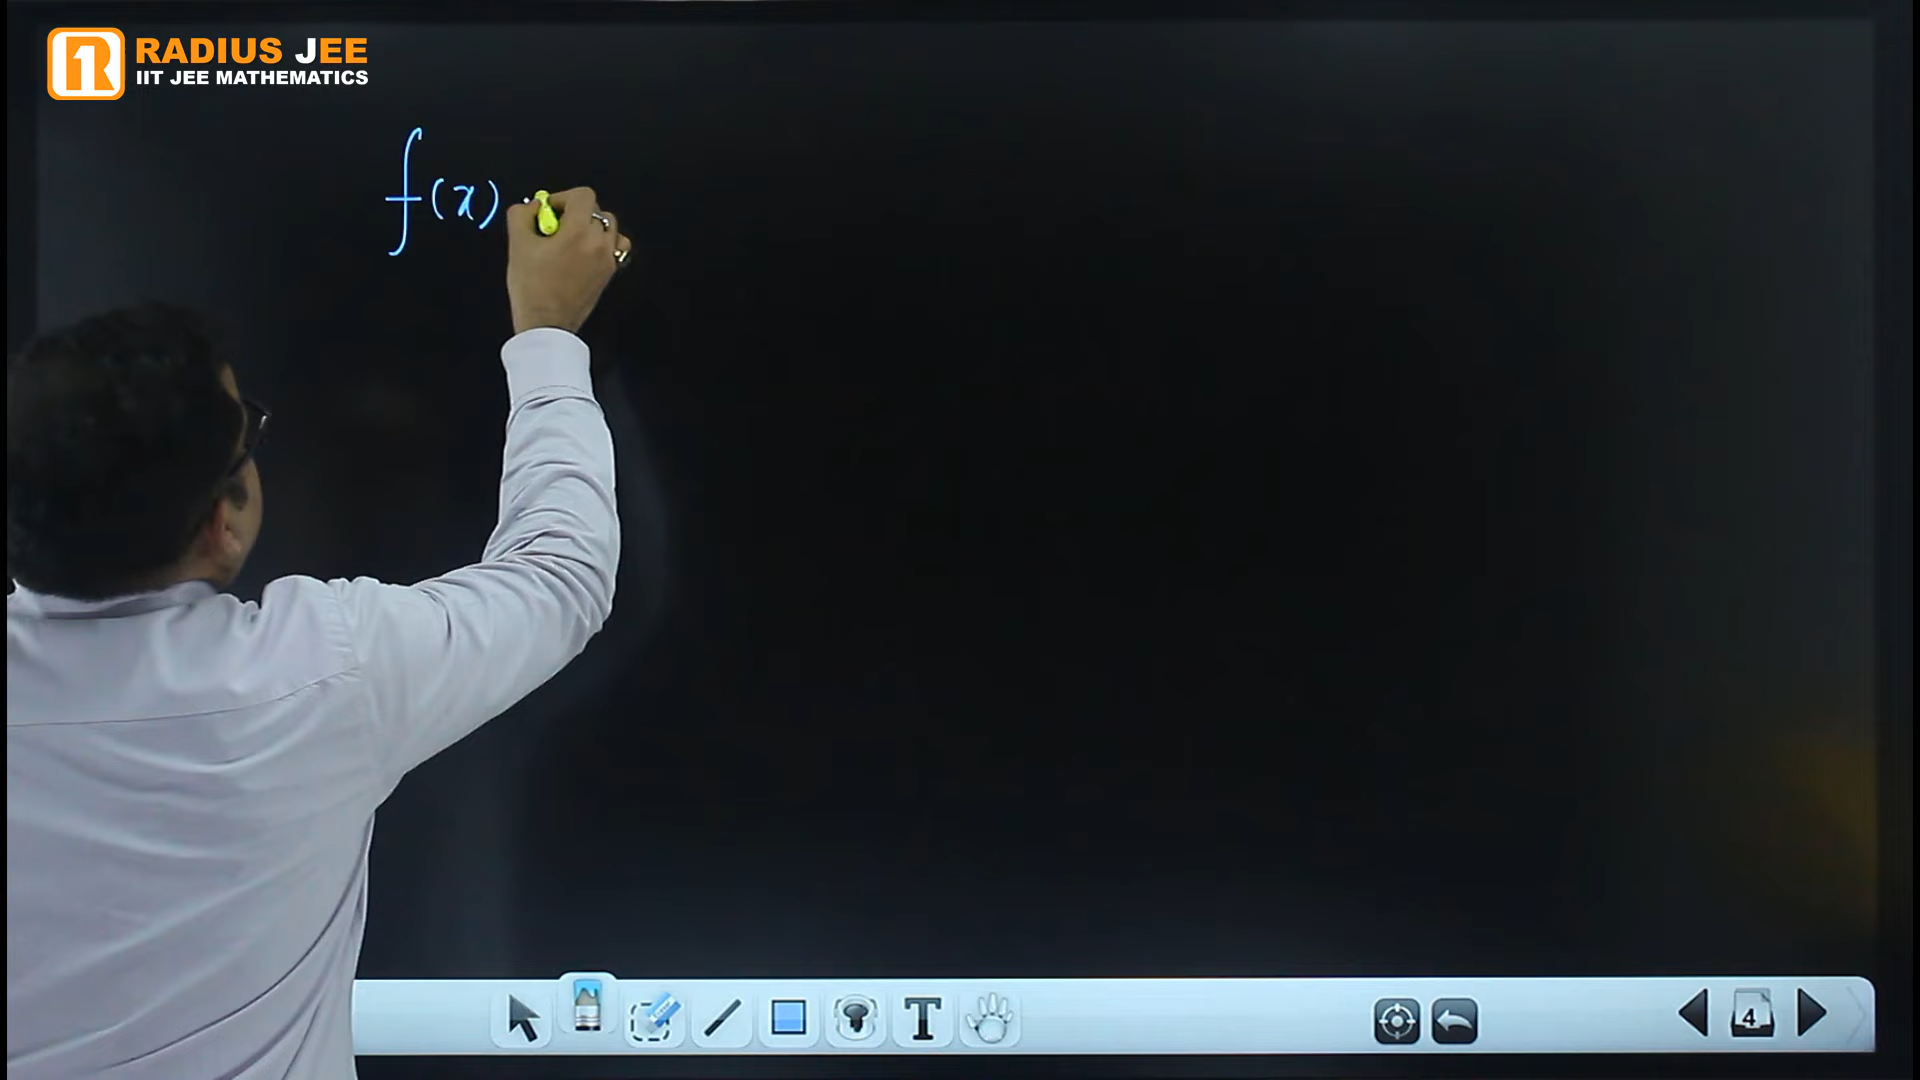 RADIUS JEE
IIT JEE MATHEMATICS
f(x)
T
4